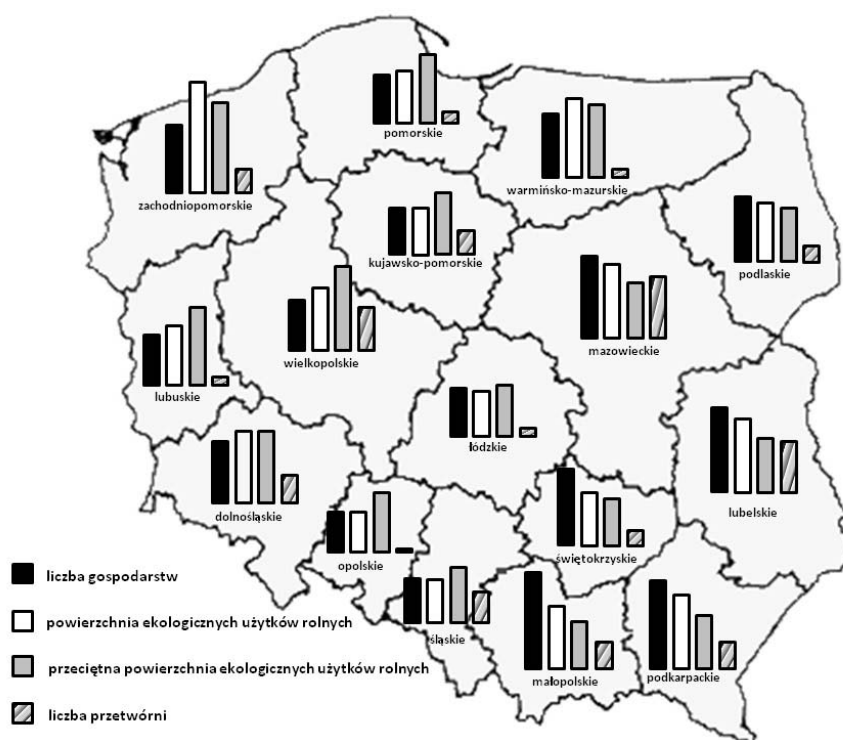 pomorskie
warmińsko-mazurskie
zachodniopomorskie
kujawsko-pomorskie
podlaskie
mazowieckie
wielkopolskie
lubuskie
łódzkie
lubelskie
dolnośląskie
świętokrzyskie
opolskie
śląskie
małopolskie
podkarpackie
liczba gospodarstw
powierzchnia ekologicznych użytków rolnych
przeciętna powierzchnia ekologicznych użytków rolnych
liczba przetwórni